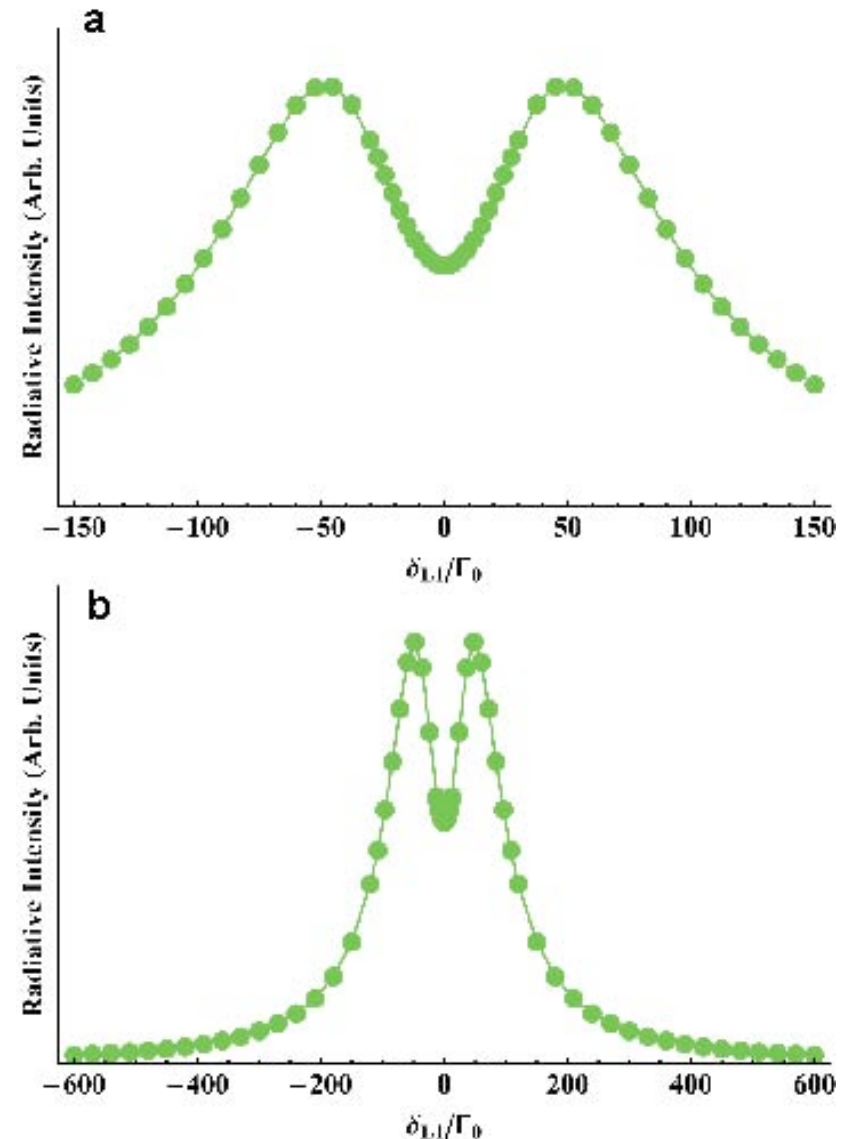 a
Radiative Intensity (Arb. Units)
−150 −100 −50 0 50 100 150
δL1/Γ0
b
Radiative Intensity (Arb. Units)
−600 −400 −200 0 200 400 600
δL1/Γ0